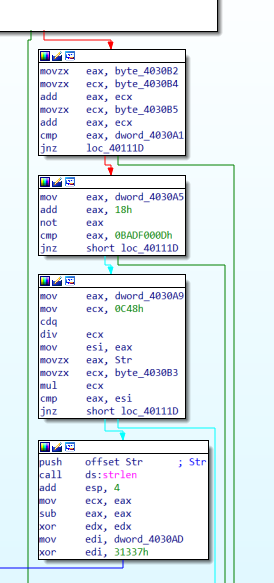 movzx eax, byte_4030B2
movzx ecx, byte_4030B4
add eax, ecx
movzx ecx, byte_4030B5
add eax, ecx
cmp eax, dword_4030A1
jnz loc_40111D
mov eax, dword_4030A5
add eax, 18h
not eax
cmp eax, 0BADF000Dh
jnz short loc_40111D
mov eax, dword_4030A9
mov ecx, 0C48h
cdq
div ecx
mov esi, eax
movzx eax, Str
movzx ecx, byte_4030B3
mul ecx
cmp eax, esi
jnz short loc_40111D
push offset Str ; Str
call ds:strlen
add esp, 4
mov ecx, eax
sub eax, eax
xor edx, edx
mov edi, dword_4030AD
xor edi, 31337h